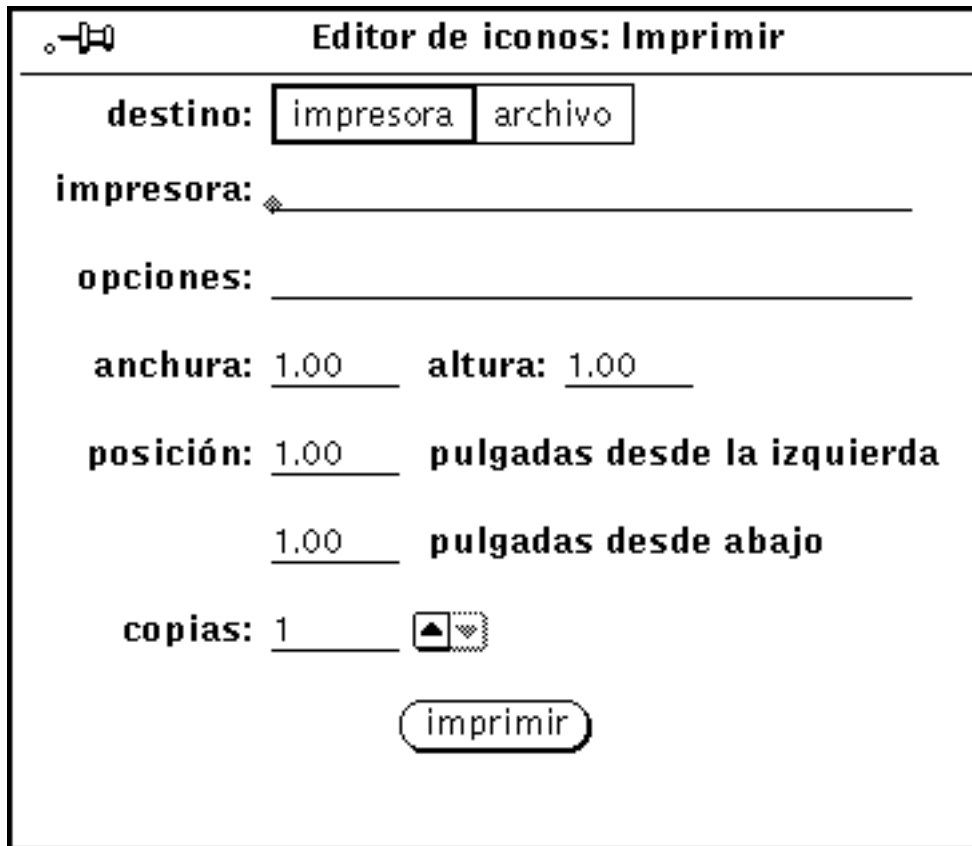 Editor de iconos: Imprimir
destino: impresora archivo
impresora:
opciones:
anchura: 1.00 altura: 1.00
posición: 1.00 pulgadas desde la izquierda
1.00 pulgadas desde abajo
copias: 1
imprimir